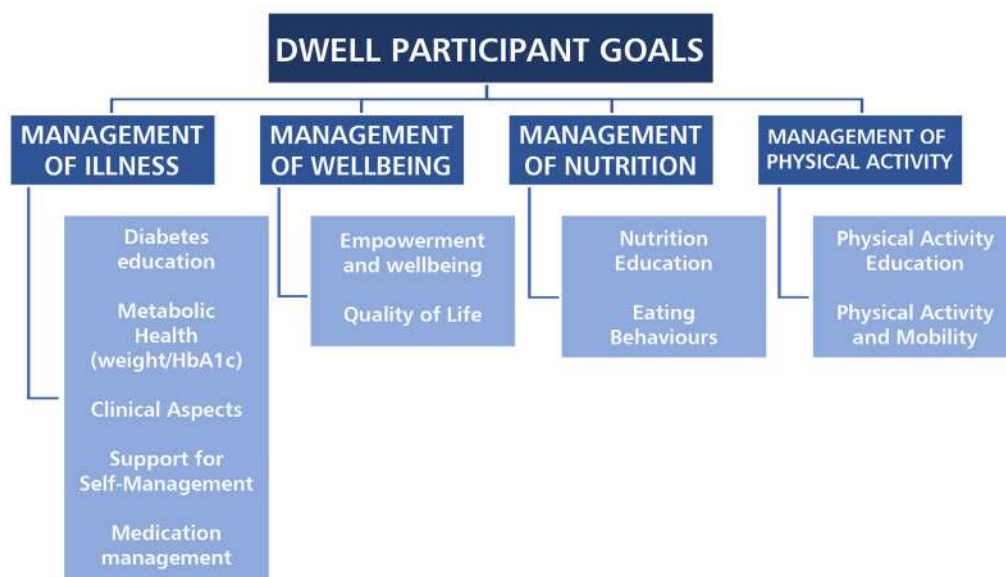 DWELL PARTICIPANT GOALS
MANAGEMENT
OF ILLNESS
Diabetes
education
Metabolic
Health
(weight/HbA1c)
Clinical Aspects
Support for
Self-Management
Medication
management
MANAGEMENT
OF WELLBEING
Empowerment
and wellbeing
Quality of Life
MANAGEMENT
OF NUTRITION
Nutrition
Education
Eating
Behaviours
MANAGEMENT OF
PHYSICAL ACTIVITY
Physical Activity
Education
Physical Activity
and Mobility